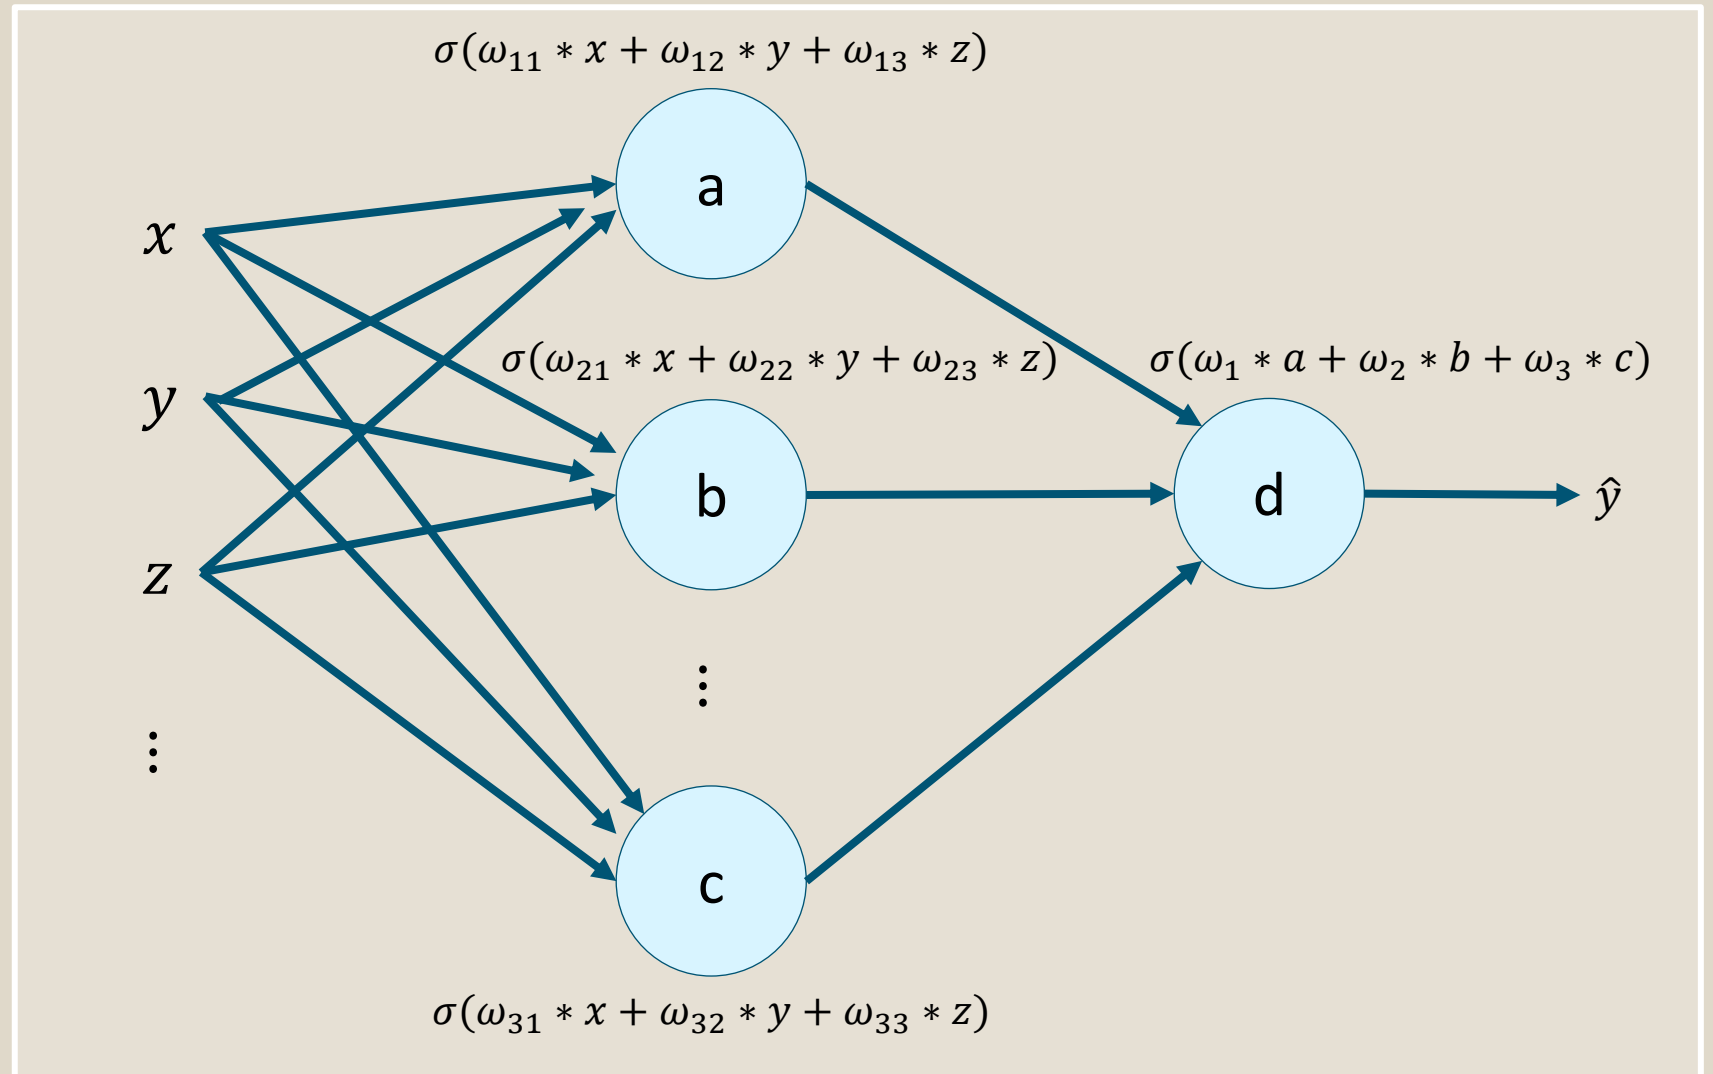 σ(ω₁₁ ∗ x + ω₁₂ ∗ y + ω₁₃ ∗ z)
a
x
σ(ω₂₁ ∗ x + ω₂₂ ∗ y + ω₂₃ ∗ z)
σ(ω₁ ∗ a + ω₂ ∗ b + ω₃ ∗ c)
y
b
d
ŷ
z
⋮
⋮
c
σ(ω₃₁ ∗ x + ω₃₂ ∗ y + ω₃₃ ∗ z)